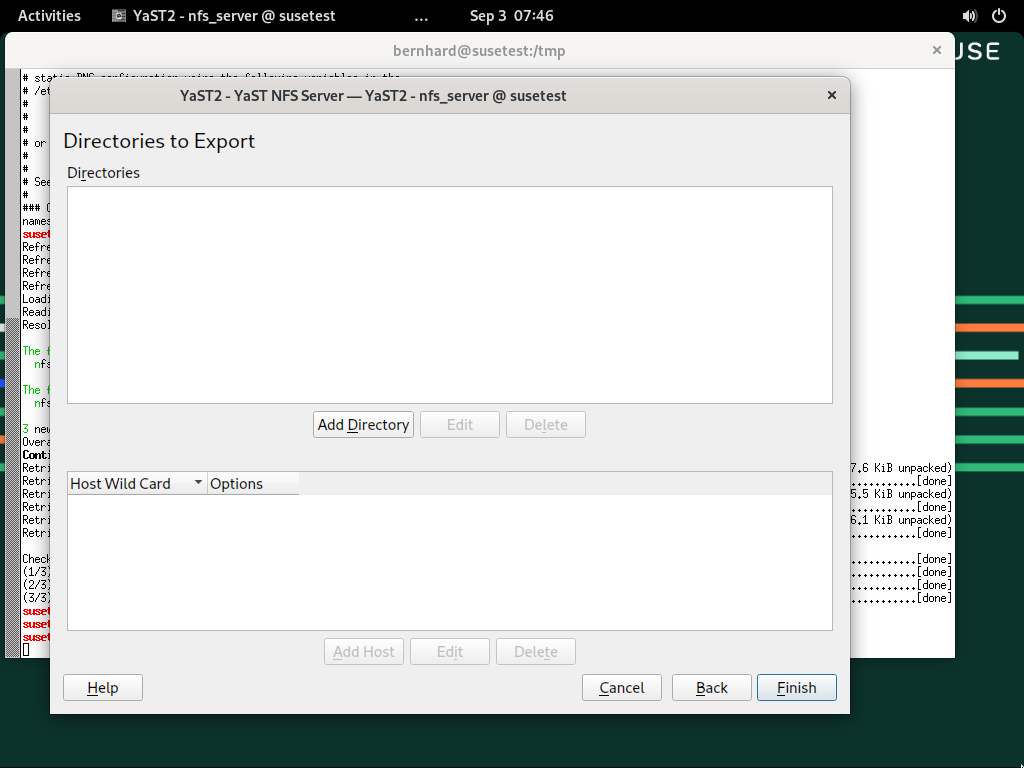 Activities YaST2 - nfs_server @ susetest ... Sep 3 07:46
bernhard@susetest:/tmp
USE
# static DNS configuration using the following variables in the
# /et
#
#
#
# or
#
#
# See
#
###
names
suset
Refre
Refre
Refre
Refre
Loadi
Readi
Resol
The f
nfs
The f
nfs
3 new
Overa
Conti
Retri 7.6 KiB unpacked)
Retri ..........[done]
Retri 5.5 KiB unpacked)
Retri ..........[done]
Retri 6.1 KiB unpacked)
Retri ..........[done]
Check ..........[done]
(1/3) ..........[done]
(2/3) ..........[done]
(3/3) ..........[done]
suset
suset
suset
YaST2 - YaST NFS Server — YaST2 - nfs_server @ susetest
Directories to Export
Directories
Add Directory Edit Delete
Host Wild Card Options
Add Host Edit Delete
Help Cancel Back Finish